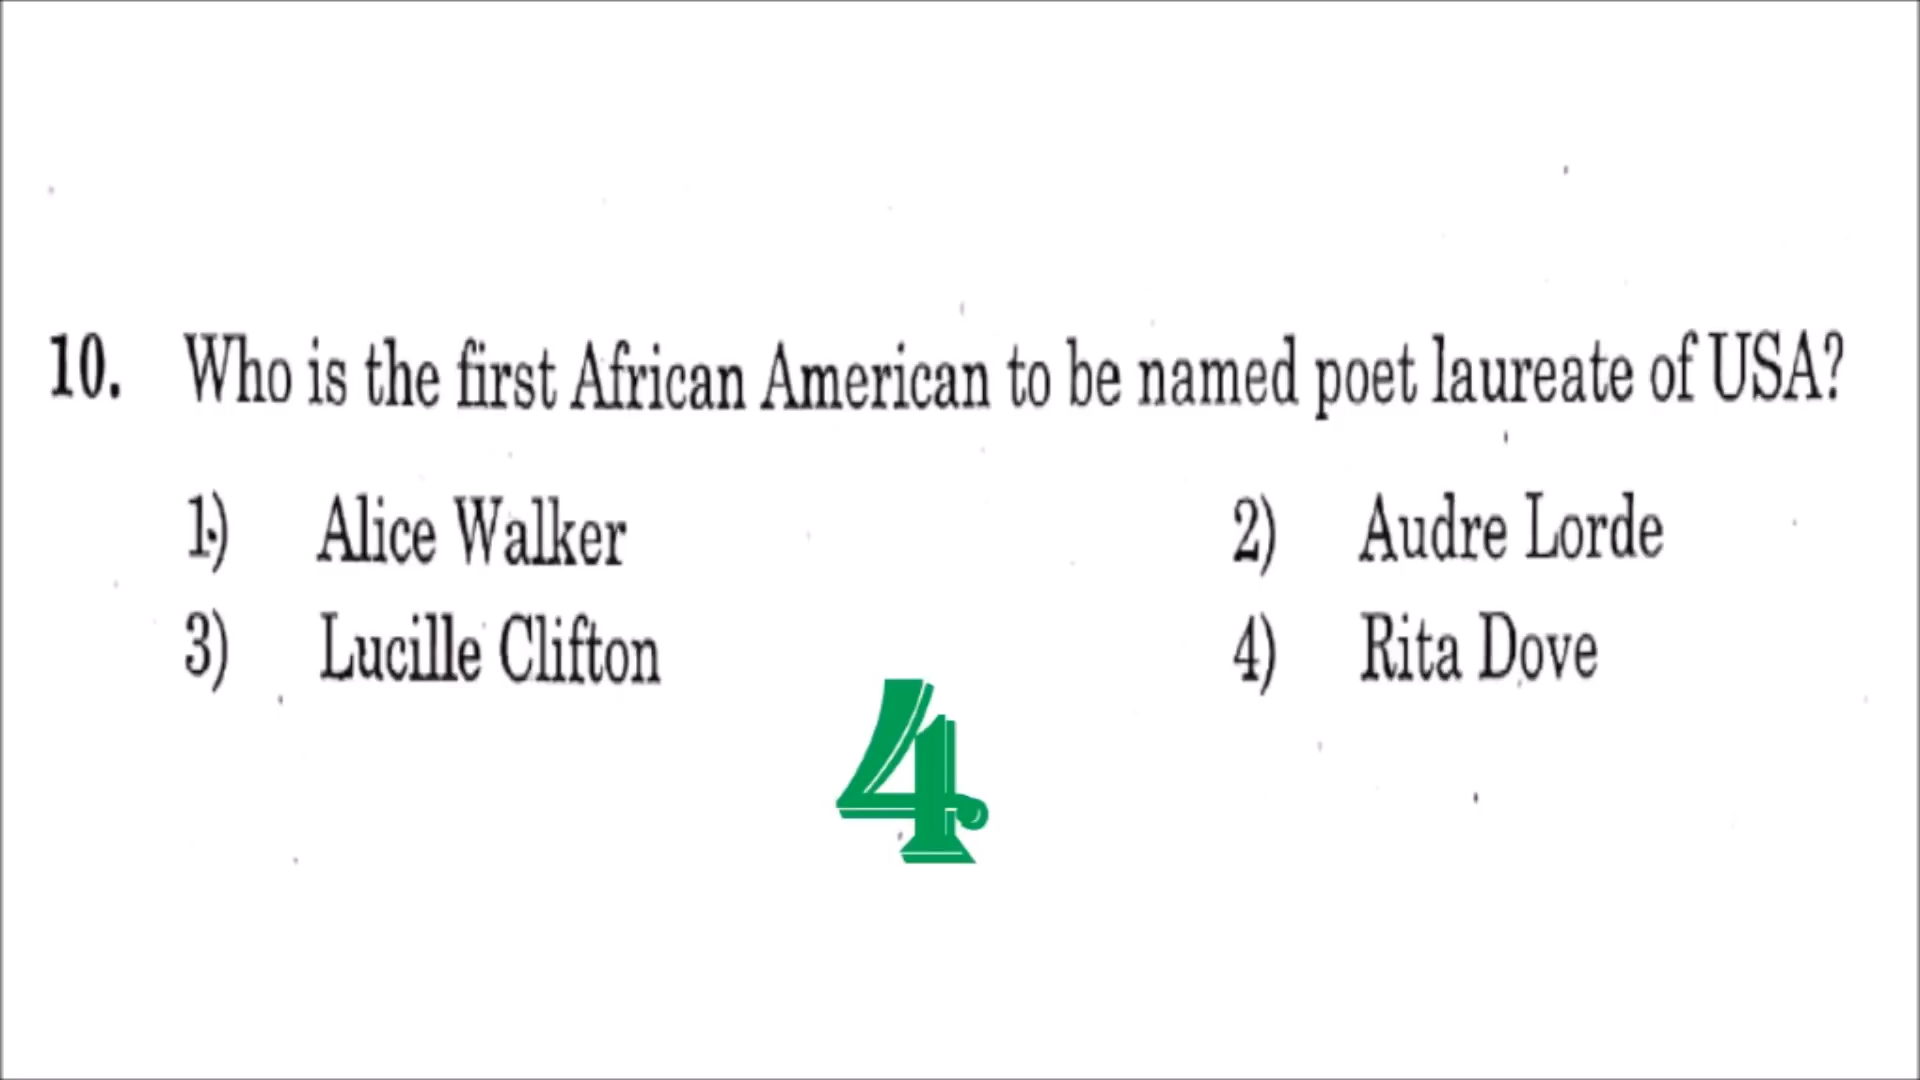 10. Who is the first African American to be named poet laureate of USA?
1) Alice Walker 2) Audre Lorde
3) Lucille Clifton 4) Rita Dove
4